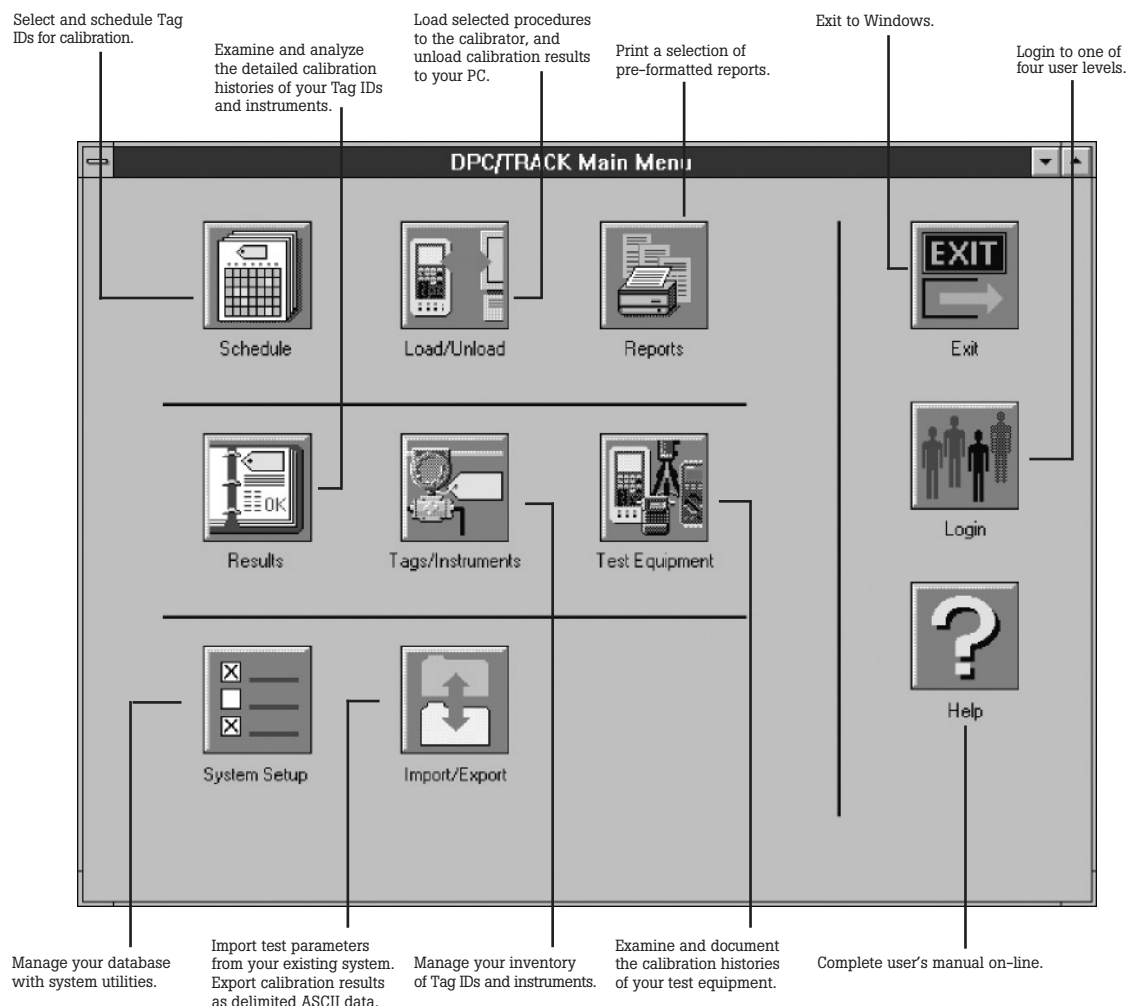 Select and schedule Tag
IDs for calibration.
Examine and analyze
the detailed calibration
histories of your Tag IDs
and instruments.
Load selected procedures
to the calibrator, and
unload calibration results
to your PC.
Print a selection of
pre-formatted reports.
Exit to Windows.
Login to one of
four user levels.
DPC/TRACK Main Menu
Schedule
Load/Unload
Reports
EXIT
Exit
OK
Results
Tags/Instruments
Test Equipment
Login
System Setup
Import/Export
?
Help
Manage your database
with system utilities.
Import test parameters
from your existing system.
Export calibration results
as delimited ASCII data.
Manage your inventory
of Tag IDs and instruments.
Examine and document
the calibration histories
of your test equipment.
Complete user's manual on-line.